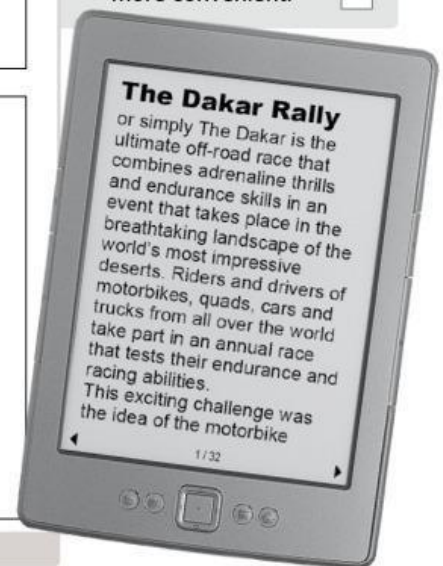 more convenient.
The Dakar Rally
or simply The Dakar is the
ultimate off-road race that
combines adrenaline thrills
and endurance skills in an
event that takes place in the
breathtaking landscape of the
world's most impressive
deserts. Riders and drivers of
motorbikes, quads, cars and
trucks from all over the world
take part in an annual race
that tests their endurance and
racing abilities.
This exciting challenge was
the idea of the motorbike
1/32